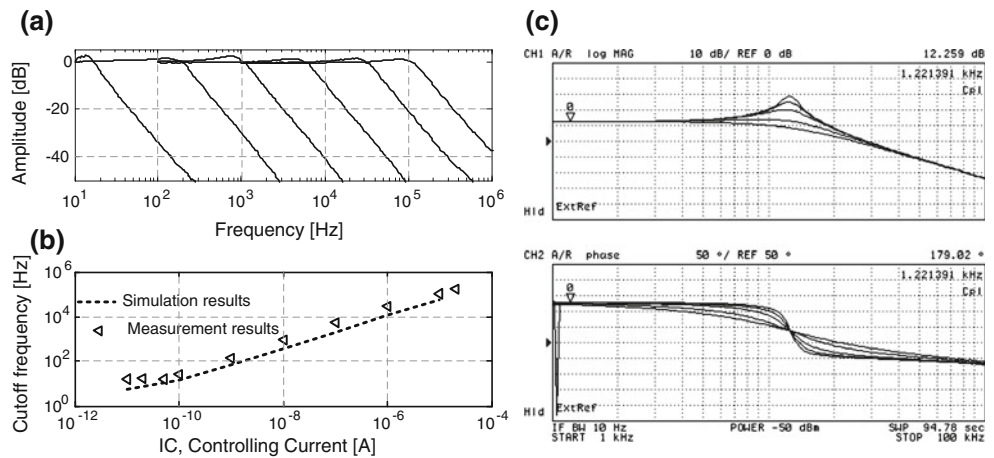 (a)
Amplitude [dB]
0
-20
-40
10^1
10^2
10^3
10^4
10^5
10^6
Frequency [Hz]
(b)
Cutoff frequency [Hz]
10^6
10^4
10^2
10^0
Simulation results
Measurement results
10^-12
10^-10
10^-8
10^-6
10^-4
IC, Controlling Current [A]
(c)
CH1 A/R log MAG 10 dB/ REF 0 dB 12.259 dB
1.221391 kHz
Cpl
0
Hld
ExtRef
CH2 A/R phase 50 °/ REF 50 ° 179.02 °
1.221391 kHz
Cpl
0
Hld
ExtRef
IF BW 10 Hz POWER -50 dBm SWP 94.78 sec
START 1 kHz STOP 100 kHz